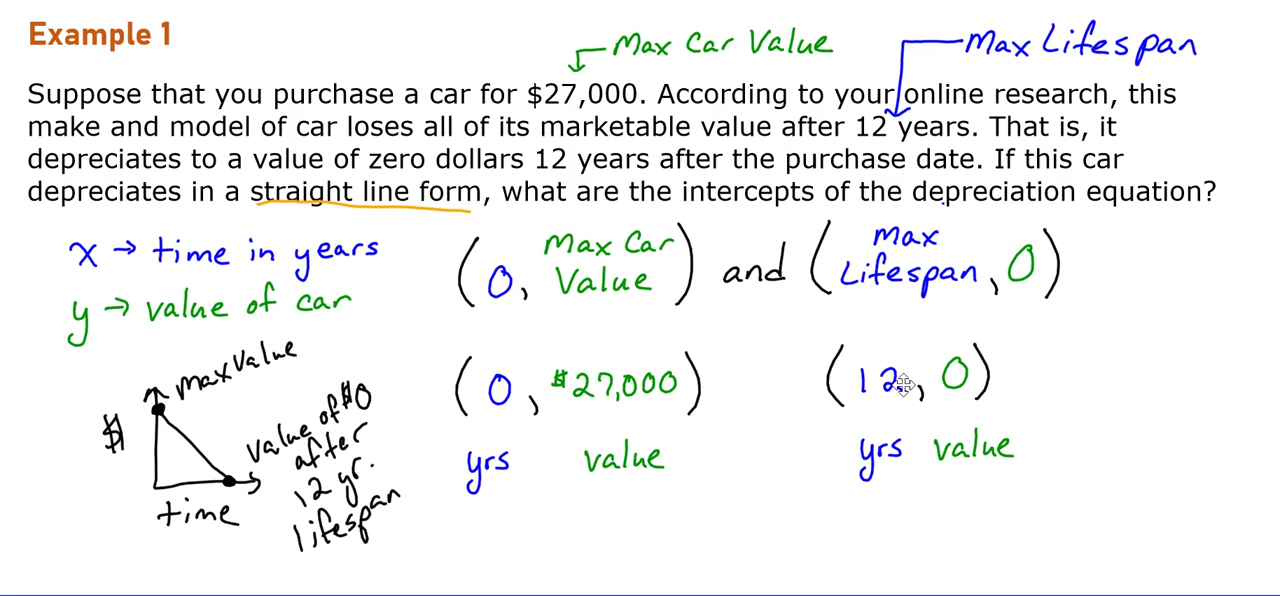 Example 1
Max Car Value
Max Lifespan
Suppose that you purchase a car for $27,000. According to your online research, this
make and model of car loses all of its marketable value after 12 years. That is, it
depreciates to a value of zero dollars 12 years after the purchase date. If this car
depreciates in a straight line form, what are the intercepts of the depreciation equation?
x → time in years
y → value of car
(0, Max Car Value) and (Max Lifespan, 0)
(0, $27,000) (12, 0)
yrs value yrs value
max value
$
time
value of $0
after
12 yr.
lifespan